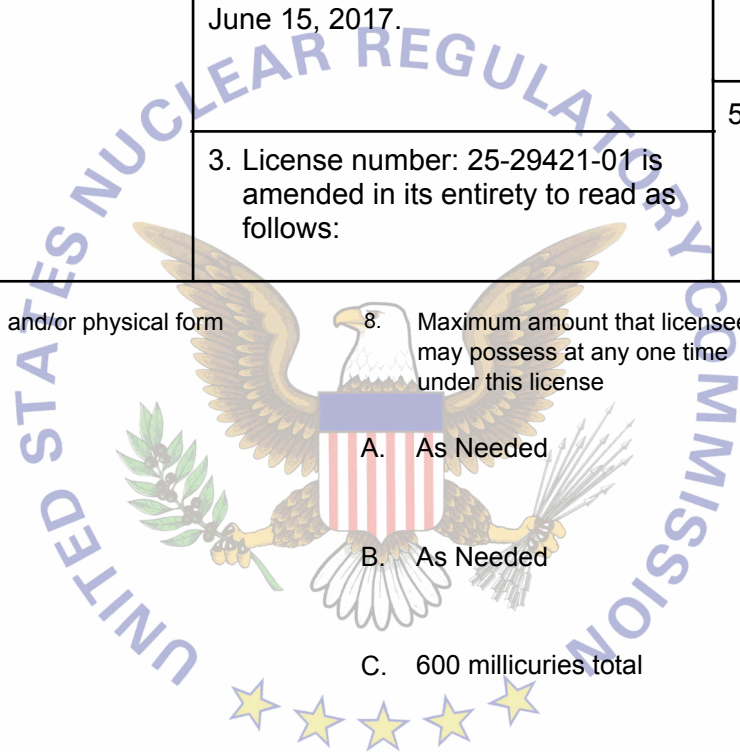 June 15, 2017.
5
3. License number: 25-29421-01 is
amended in its entirety to read as
follows:
and/or physical form
8. Maximum amount that licensee
may possess at any one time
under this license
A. As Needed
B. As Needed
C. 600 millicuries total
UNITED STATES NUCLEAR REGULATORY COMMISSION